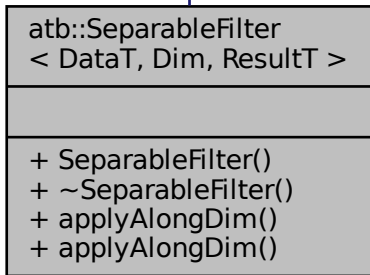 atb::SeparableFilter
< DataT, Dim, ResultT >
+ SeparableFilter()
+ ~SeparableFilter()
+ applyAlongDim()
+ applyAlongDim()